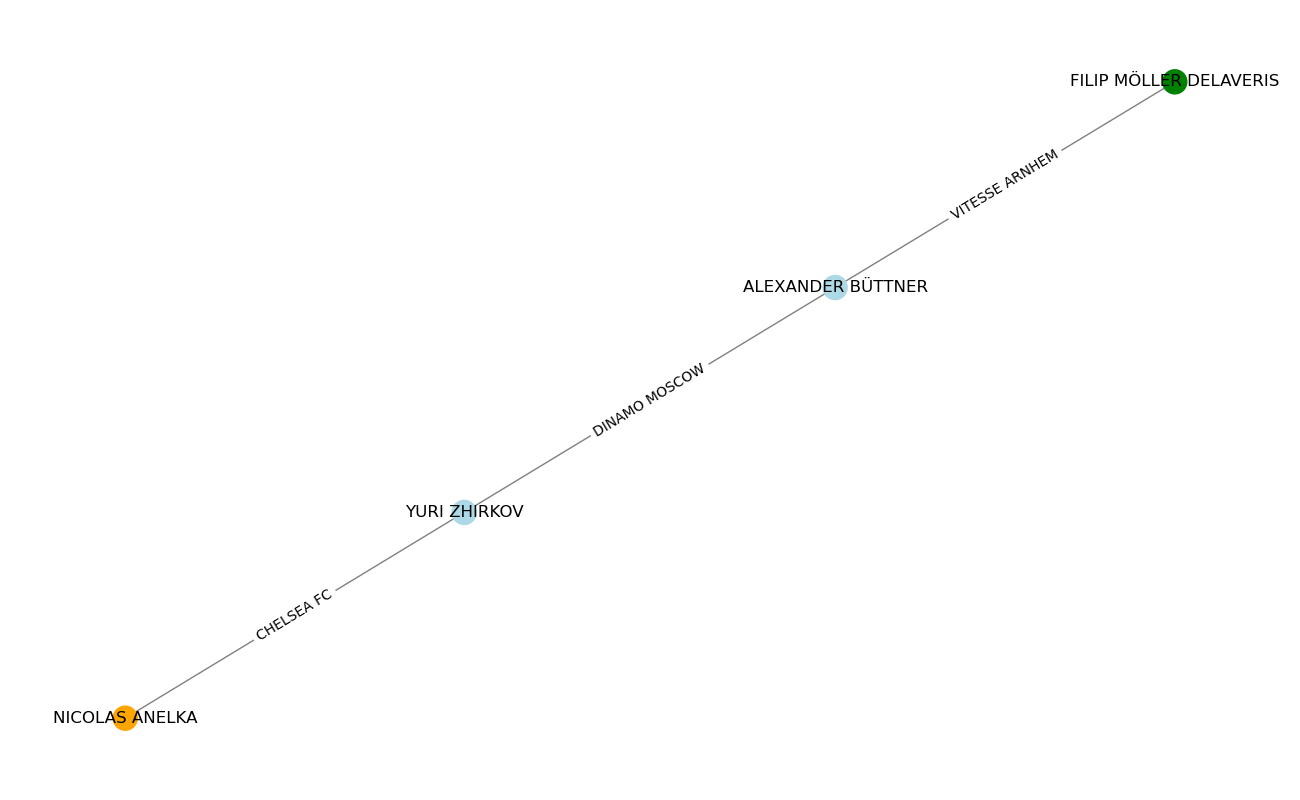 FILIP MÖLLER DELAVERIS
VITESSE ARNHEM
ALEXANDER BÜTTNER
DINAMO MOSCOW
YURI ZHIRKOV
CHELSEA FC
NICOLAS ANELKA